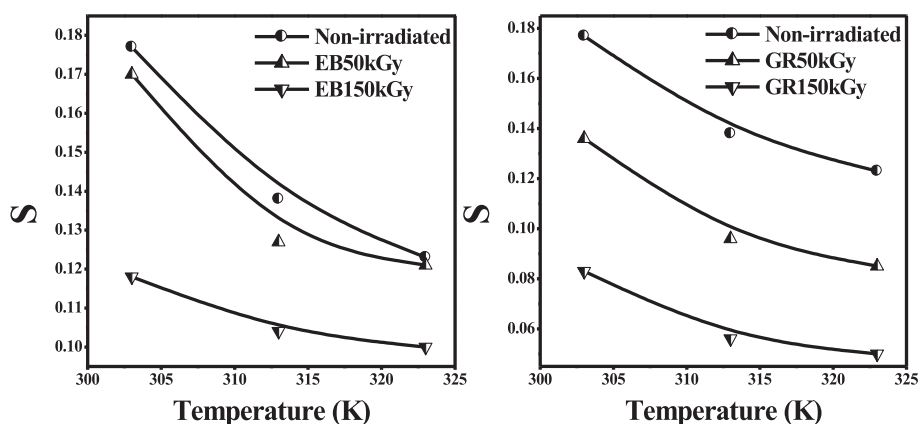 Non-irradiated
EB50kGy
EB150kGy
0.18
0.17
0.16
0.15
0.14
0.13
0.12
0.11
0.10
S
300
305
310
315
320
325
Temperature (K)
Non-irradiated
GR50kGy
GR150kGy
0.18
0.16
0.14
0.12
0.10
0.08
0.06
S
300
305
310
315
320
325
Temperature (K)